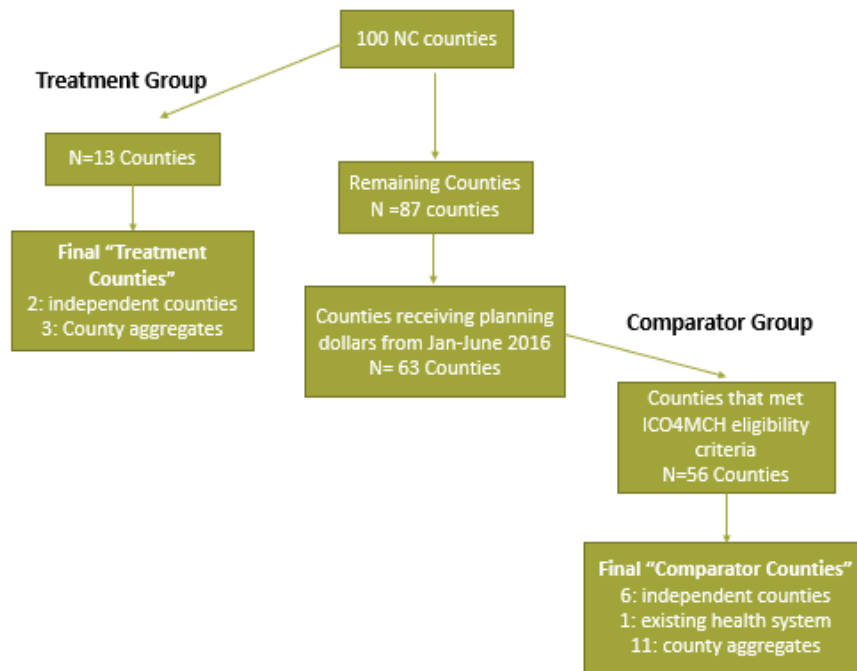 100 NC counties
Treatment Group
N=13 Counties
Remaining Counties
N =87 counties
Final “Treatment
Counties”
2: independent counties
3: County aggregates
Counties receiving planning
dollars from Jan-June 2016
N= 63 Counties
Comparator Group
Counties that met
ICO4MCH eligibility
criteria
N=56 Counties
Final “Comparator Counties”
6: independent counties
1: existing health system
11: county aggregates